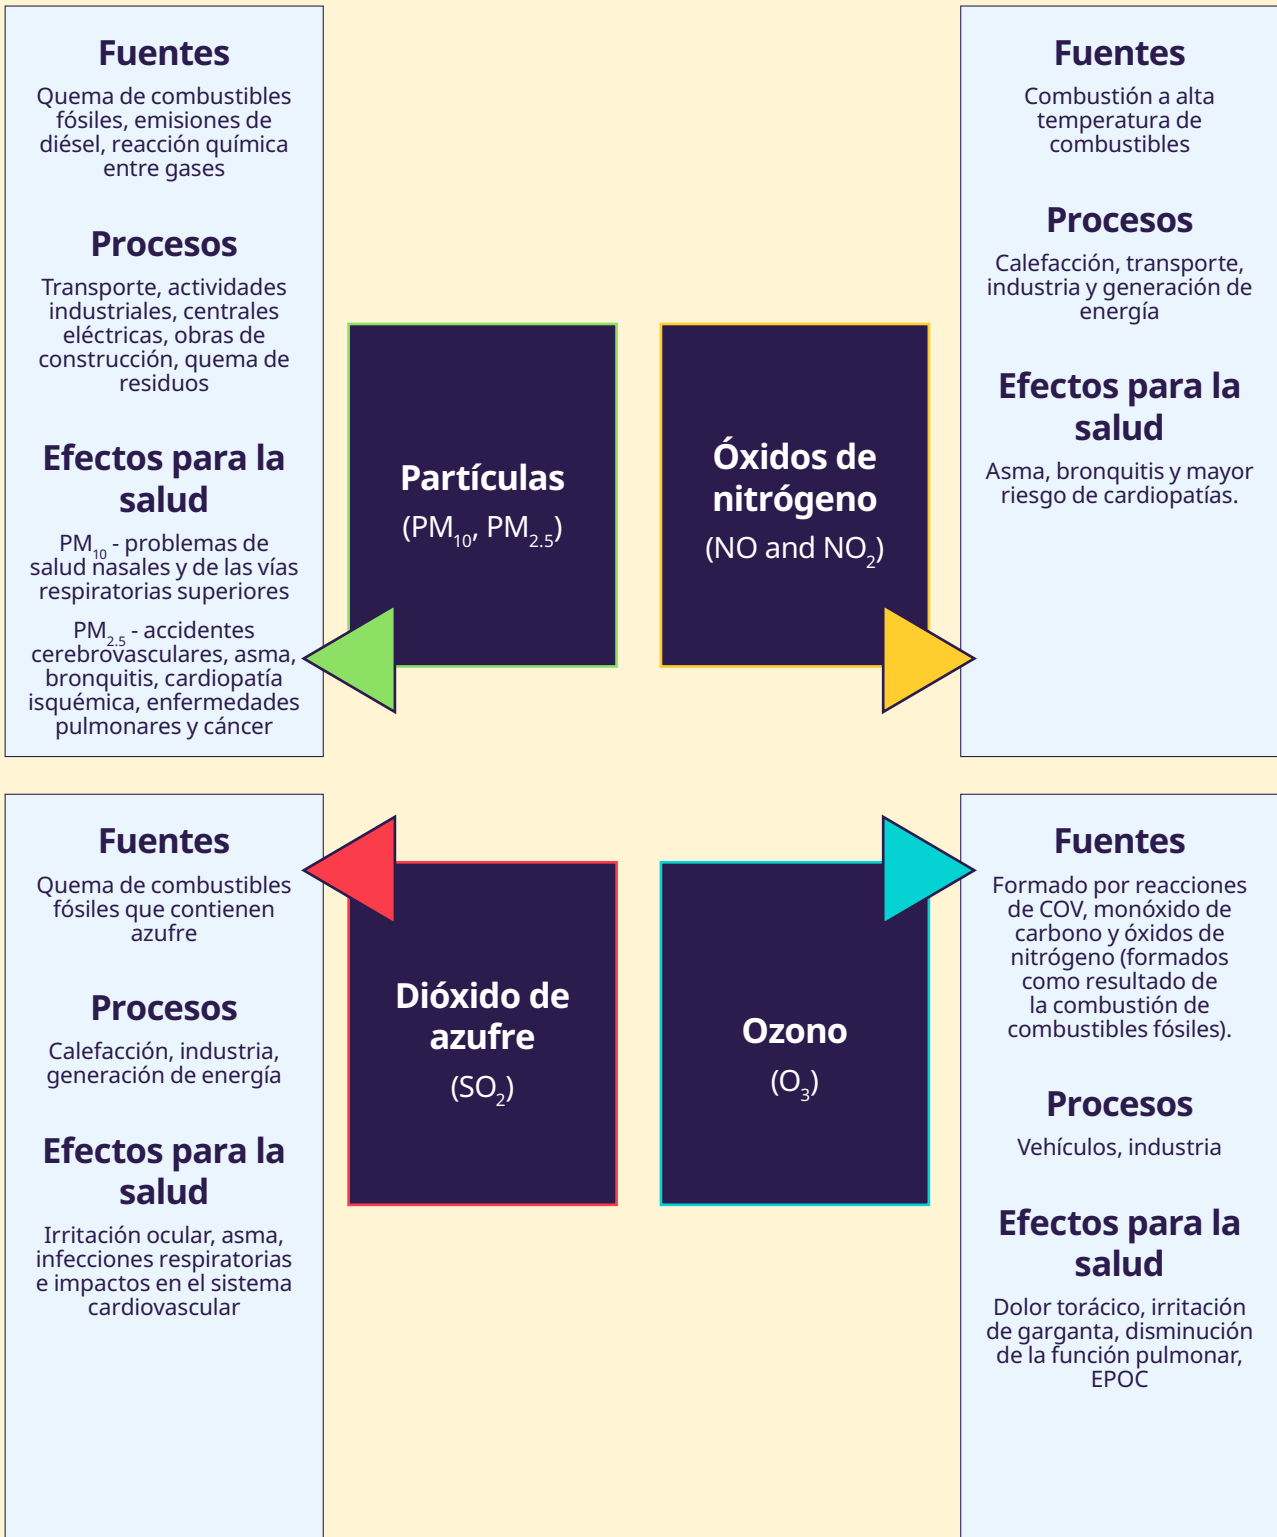 Fuentes
Quema de combustibles
fósiles, emisiones de
diésel, reacción química
entre gases
Procesos
Transporte, actividades
industriales, centrales
eléctricas, obras de
construcción, quema de
residuos
Efectos para la
salud
PM₁₀ - problemas de
salud nasales y de las vías
respiratorias superiores
PM₂.₅ - accidentes
cerebrovasculares, asma,
bronquitis, cardiopatía
isquémica, enfermedades
pulmonares y cáncer
Partículas
(PM₁₀, PM₂.₅)
Óxidos de
nitrógeno
(NO and NO₂)
Fuentes
Combustión a alta
temperatura de
combustibles
Procesos
Calefacción, transporte,
industria y generación de
energía
Efectos para la
salud
Asma, bronquitis y mayor
riesgo de cardiopatías.
Fuentes
Quema de combustibles
fósiles que contienen
azufre
Procesos
Calefacción, industria,
generación de energía
Efectos para la
salud
Irritación ocular, asma,
infecciones respiratorias
e impactos en el sistema
cardiovascular
Dióxido de
azufre
(SO₂)
Ozono
(O₃)
Fuentes
Formado por reacciones
de COV, monóxido de
carbono y óxidos de
nitrógeno (formados
como resultado de
la combustión de
combustibles fósiles).
Procesos
Vehículos, industria
Efectos para la
salud
Dolor torácico, irritación
de garganta, disminución
de la función pulmonar,
EPOC